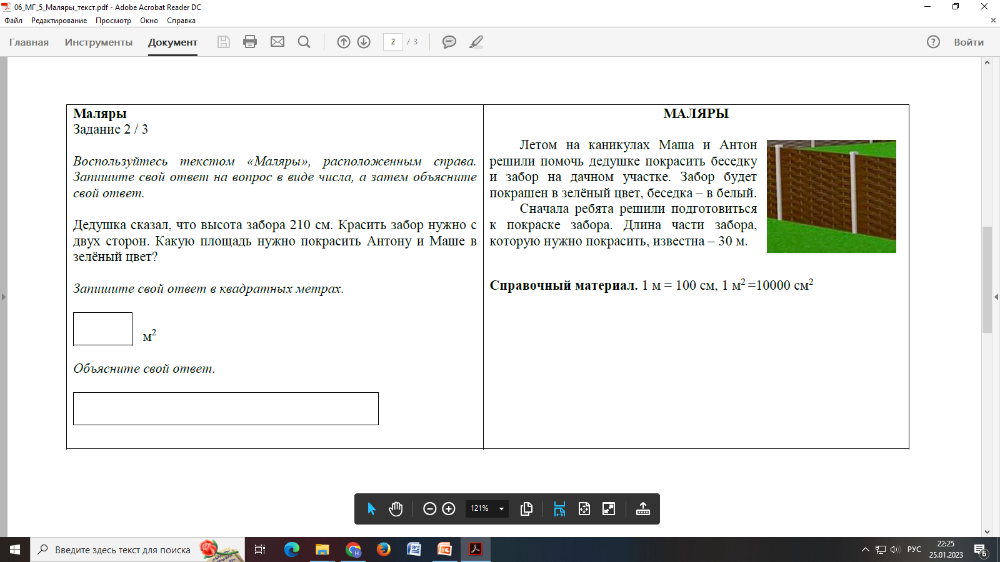 06_МГ_5_Маляры_текст.pdf - Adobe Acrobat Reader DC
Файл Редактирование Просмотр Окно Справка
Главная Инструменты Документ 2 / 3 Войти
Маляры
Задание 2 / 3
Воспользуйтесь текстом «Маляры», расположенным справа.
Запишите свой ответ на вопрос в виде числа, а затем объясните
свой ответ.
Дедушка сказал, что высота забора 210 см. Красить забор нужно с
двух сторон. Какую площадь нужно покрасить Антону и Маше в
зелёный цвет?
Запишите свой ответ в квадратных метрах.
м²
Объясните свой ответ.
МАЛЯРЫ
Летом на каникулах Маша и Антон
решили помочь дедушке покрасить беседку
и забор на дачном участке. Забор будет
покрашен в зелёный цвет, беседка – в белый.
Сначала ребята решили подготовиться
к покраске забора. Длина части забора,
которую нужно покрасить, известна – 30 м.
Справочный материал. 1 м = 100 см, 1 м² =10000 см²
121%
Введите здесь текст для поиска
РУС
22:25
25.01.2023
6